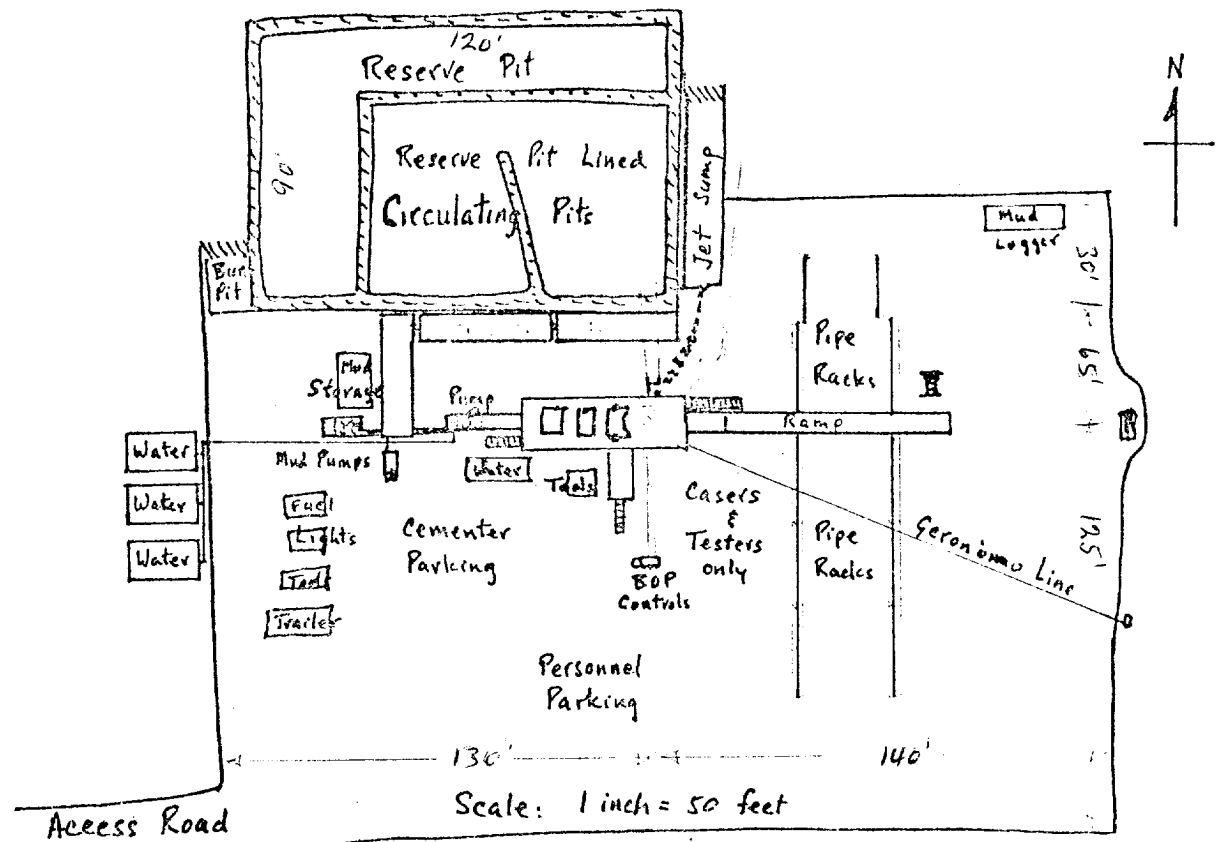 120'
Reserve Pit
N
90'
Reserve Pit Lined
Circulating Pits
Jet Sump
Mud
Logger
30'
Bur
Pit
65'
Mud
Storage
Pump
Pipe
Racks
Ramp
Water
Mud Pumps
Water
Tools
Water
Fuel
Lights
Cementer
Parking
Casers
&
Testers
only
Pipe
Racks
Geronimo Line
125'
Water
BOP
Controls
Trailer
Personnel
Parking
130'
140'
Scale: 1 inch = 50 feet
Access Road